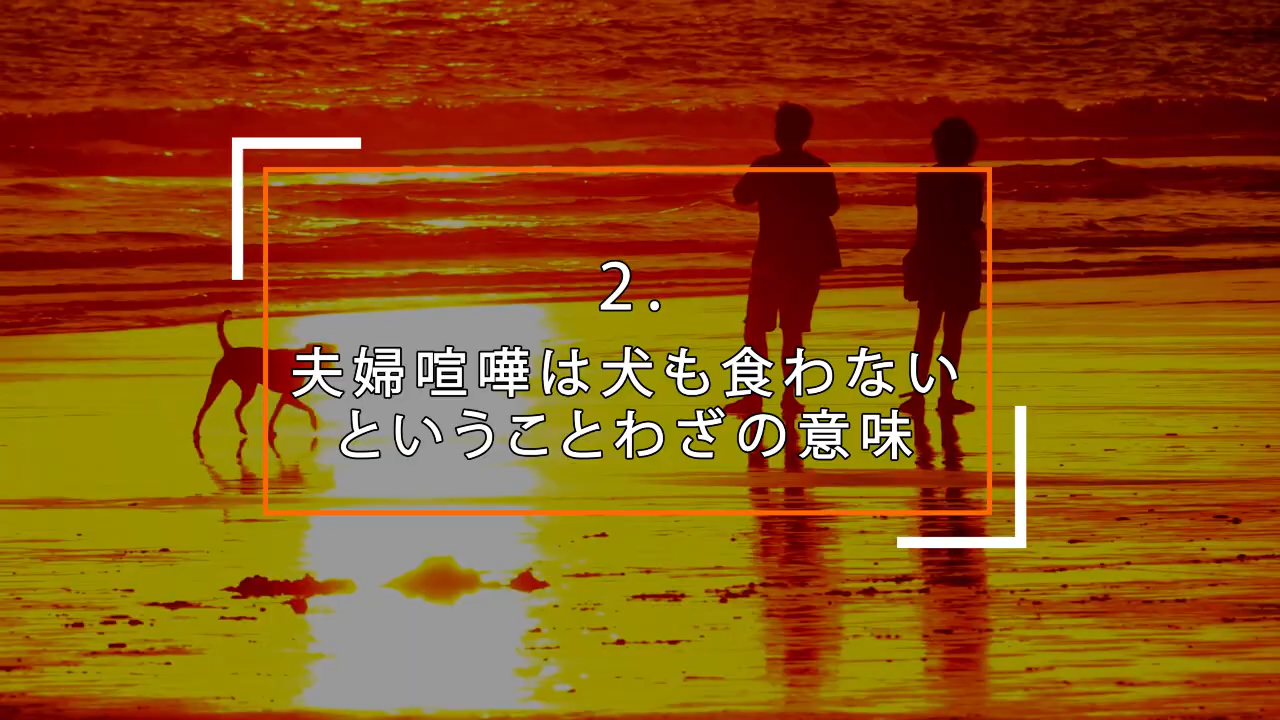 2.
夫婦喧嘩は犬も食わない
ということわざの意味